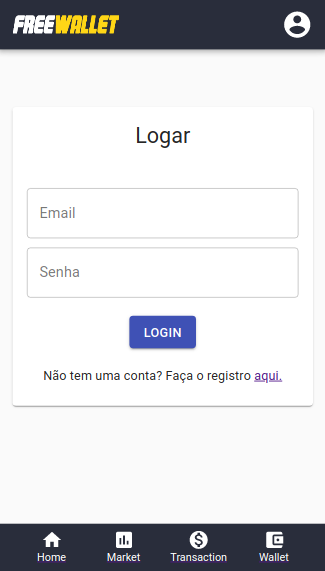 FREEWALLET
Logar
Email
Senha
LOGIN
Não tem uma conta? Faça o registro aqui.
Home Market Transaction Wallet